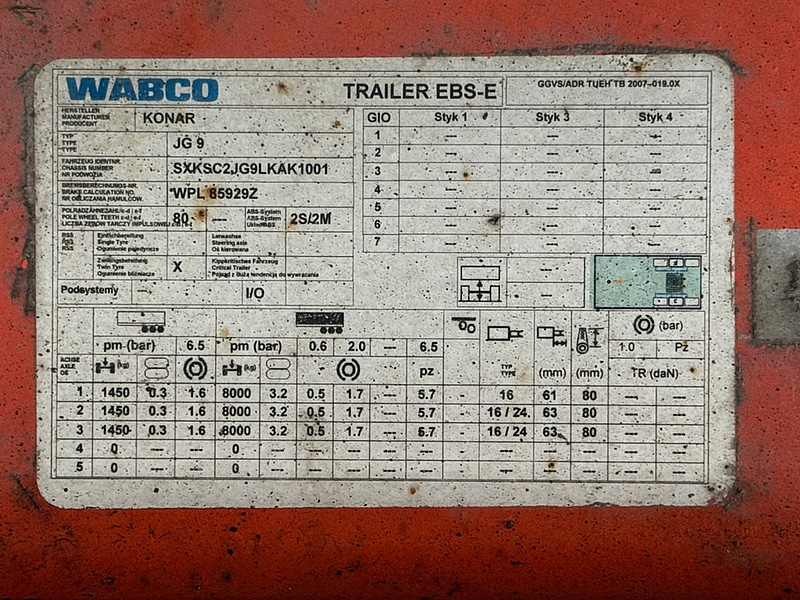 WABCO TRAILER EBS-E GGVS/ADR TUEH TB 2007-019.0X
HERSTELLER
MANUFACTURER
PRODUCENT
KONAR
GIO Styk 1 Styk 3 Styk 4
TYP
TYPE
TYPE
JG 9
FAHRZEUG IDENTNR.
CHASSIS NUMBER
NR PODWOZIA
SXKSC2JG9LKAK1001
BREMSBERECHNUNGS-NR.
BRAKE CALCULATION NO.
NR OBLICZANIA HAMULCÓW.
WPL 85929Z
POLRADZÄHNEZAHL c-d | e-f
POLE WHEEL TEETH c-d | e-f
LICZBA ZĘBÓW TARCZY IMPULSOWEJ c-d | e-f
80 ---
ABS-System
ABS-System
Układ ABS
2S/2M
1 --- --- ---
2 --- --- ---
3 --- --- ---
4 --- --- ---
5 --- --- ---
6 --- --- ---
7 --- --- ---
RSS
RSS
RSS
Einfachbereifung
Single Tyre
Ogumienie pojedyncze
Lenkachse
Steering axle
Oś kierowana
Zwillingsbereifung
Twin Tyre
Ogumienie bliźniacze
X
Kippkritisches Fahrzeug
Critical Trailer
Pojazd z dużą tendencją do wywracania
Podsystemy --- I/O
pm (bar) 6.5 pm (bar) 0.6 2.0 --- 6.5 (bar)
1.0 Pz
ACHSE
AXLE
OŚ
(kg) (kg) pz TYP
TYPE
(mm) (mm) TR (daN)
1 1450 0.3 1.6 8000 3.2 0.5 1.7 --- 5.7 - 16 61 80 --- ---
2 1450 0.3 1.6 8000 3.2 0.5 1.7 --- 5.7 - 16 / 24 63 80 --- ---
3 1450 0.3 1.6 8000 3.2 0.5 1.7 --- 5.7 - 16 / 24 63 80 --- ---
4 0 --- --- 0 --- --- --- --- --- - --- --- --- --- ---
5 0 --- --- 0 --- --- --- --- --- - --- --- --- --- ---